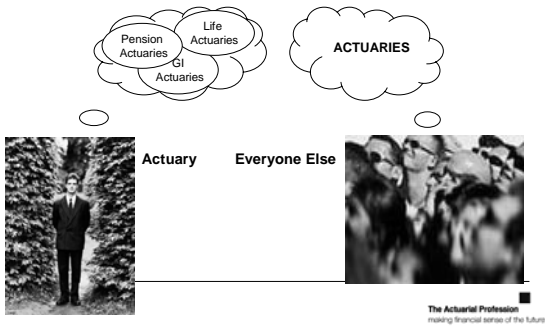 Pension
Actuaries
Life
Actuaries
GI
Actuaries
ACTUARIES
Actuary
Everyone Else
The Actuarial Profession
making financial sense of the future